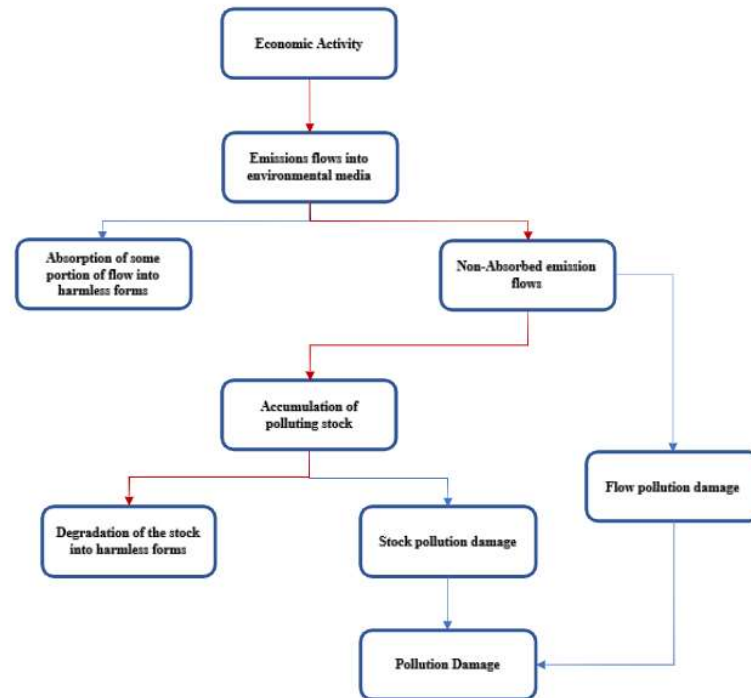 Economic Activity
Emissions flows into
environmental media
Absorption of some
portion of flow into
harmless forms
Non-Absorbed emission
flows
Accumulation of
polluting stock
Flow pollution damage
Degradation of the stock
into harmless forms
Stock pollution damage
Pollution Damage